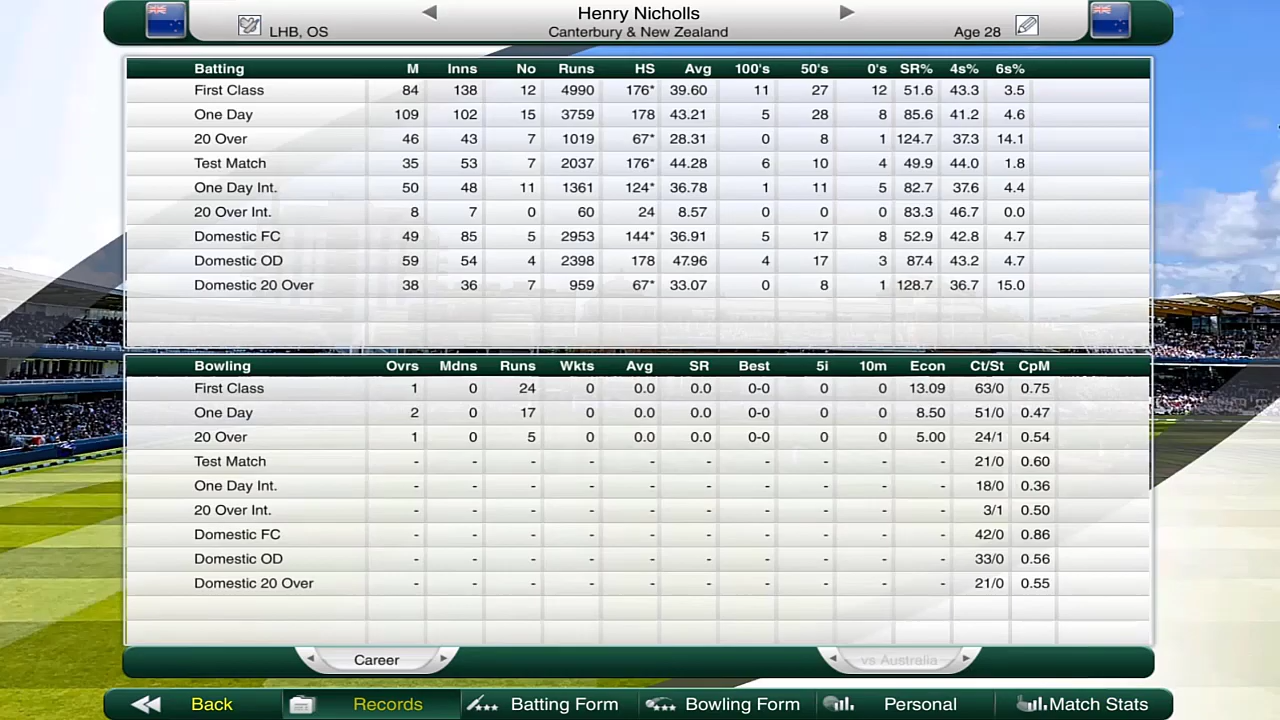 Henry Nicholls
LHB, OS Canterbury & New Zealand Age 28
Batting M Inns No Runs HS Avg 100's 50's 0's SR% 4s% 6s%
First Class 84 138 12 4990 176* 39.60 11 27 12 51.6 43.3 3.5
One Day 109 102 15 3759 178 43.21 5 28 8 85.6 41.2 4.6
20 Over 46 43 7 1019 67* 28.31 0 8 1 124.7 37.3 14.1
Test Match 35 53 7 2037 176* 44.28 6 10 4 49.9 44.0 1.8
One Day Int. 50 48 11 1361 124* 36.78 1 11 5 82.7 37.6 4.4
20 Over Int. 8 7 0 60 24 8.57 0 0 0 83.3 46.7 0.0
Domestic FC 49 85 5 2953 144* 36.91 5 17 8 52.9 42.8 4.7
Domestic OD 59 54 4 2398 178 47.96 4 17 3 87.4 43.2 4.7
Domestic 20 Over 38 36 7 959 67* 33.07 0 8 1 128.7 36.7 15.0
Bowling Ovrs Mdns Runs Wkts Avg SR Best 5i 10m Econ Ct/St CpM
First Class 1 0 24 0 0.0 0.0 0-0 0 0 13.09 63/0 0.75
One Day 2 0 17 0 0.0 0.0 0-0 0 0 8.50 51/0 0.47
20 Over 1 0 5 0 0.0 0.0 0-0 0 0 5.00 24/1 0.54
Test Match - - - - - - - - - - 21/0 0.60
One Day Int. - - - - - - - - - - 18/0 0.36
20 Over Int. - - - - - - - - - - 3/1 0.50
Domestic FC - - - - - - - - - - 42/0 0.86
Domestic OD - - - - - - - - - - 33/0 0.56
Domestic 20 Over - - - - - - - - - - 21/0 0.55
Career vs Australia
Back Records Batting Form Bowling Form Personal Match Stats